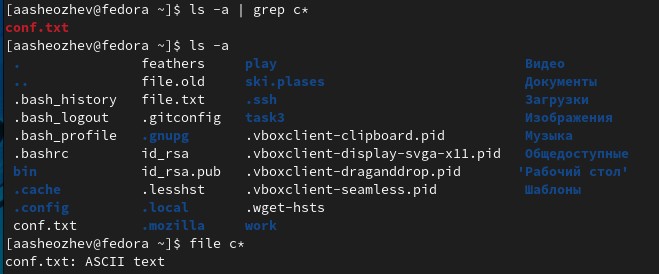 [aasheozhev@fedora ~]$ ls -a | grep c*
conf.txt
[aasheozhev@fedora ~]$ ls -a
. feathers play Видео
.. file.old ski.plases Документы
.bash_history file.txt .ssh Загрузки
.bash_logout .gitconfig task3 Изображения
.bash_profile .gnupg .vboxclient-clipboard.pid Музыка
.bashrc id_rsa .vboxclient-display-svga-x11.pid Общедоступные
bin id_rsa.pub .vboxclient-draganddrop.pid 'Рабочий стол'
.cache .lesshst .vboxclient-seamless.pid Шаблоны
.config .local .wget-hsts
conf.txt .mozilla work
[aasheozhev@fedora ~]$ file c*
conf.txt: ASCII text